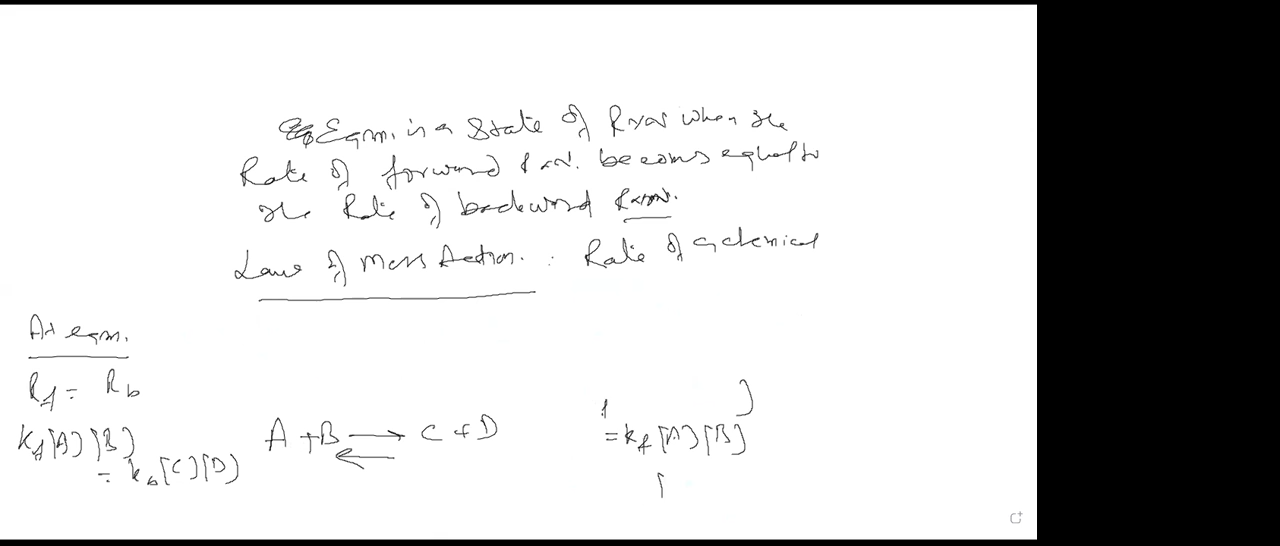 Eqm. is a State of Rxn when the
Rate of forward Rxn. becoms equal to
the Rate of backward Rxn.
Law of Mass Action. : Rate of a chemical
At eqm.
Rf = Rb
kf[A][B]
= kb[C][D]
A + B ⇌ C + D
= kf[A][B]